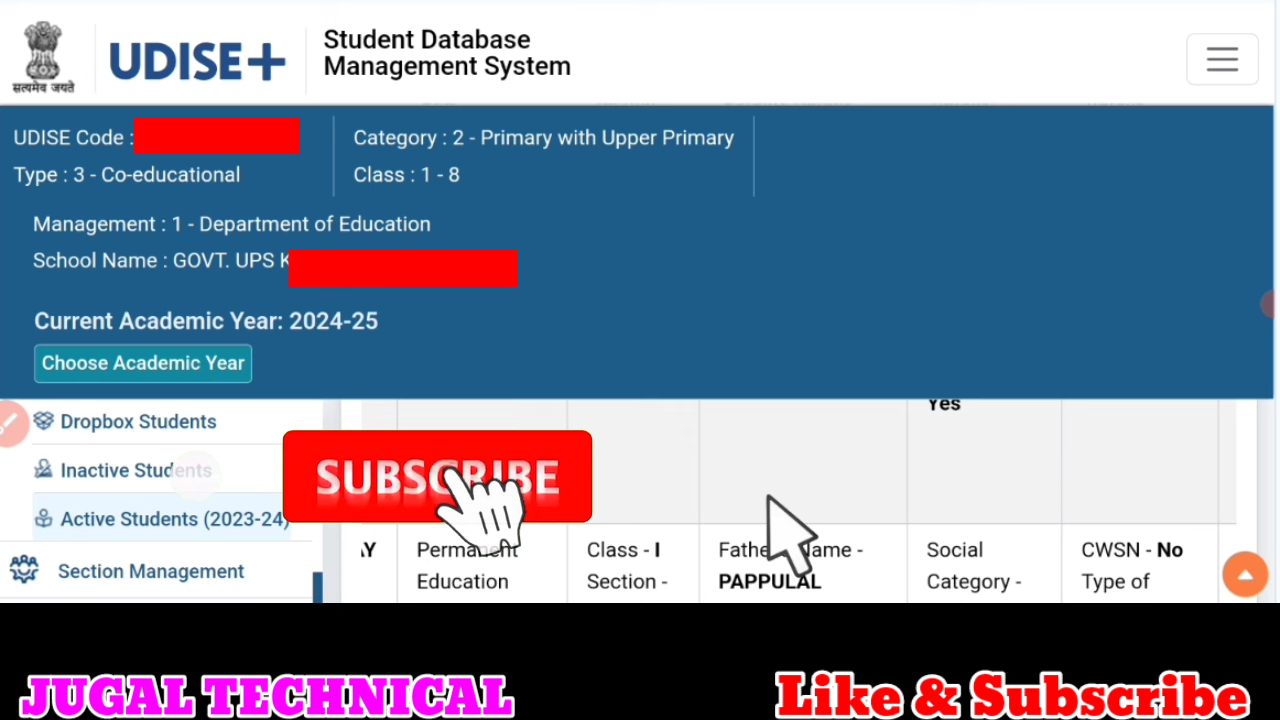 सत्यमेव जयते
UDISE+
Student Database
Management System
UDISE Code :
Category : 2 - Primary with Upper Primary
Type : 3 - Co-educational
Class : 1 - 8
Management : 1 - Department of Education
School Name : GOVT. UPS K
Current Academic Year: 2024-25
Choose Academic Year
Dropbox Students
Yes
Inactive Students
SUBSCRIBE
Active Students (2023-24)
AY
Permanent
Class - I
Father Name -
Social
CWSN - No
Section Management
Education
Section -
PAPPULAL
Category -
Type of
JUGAL TECHNICAL
Like & Subscribe